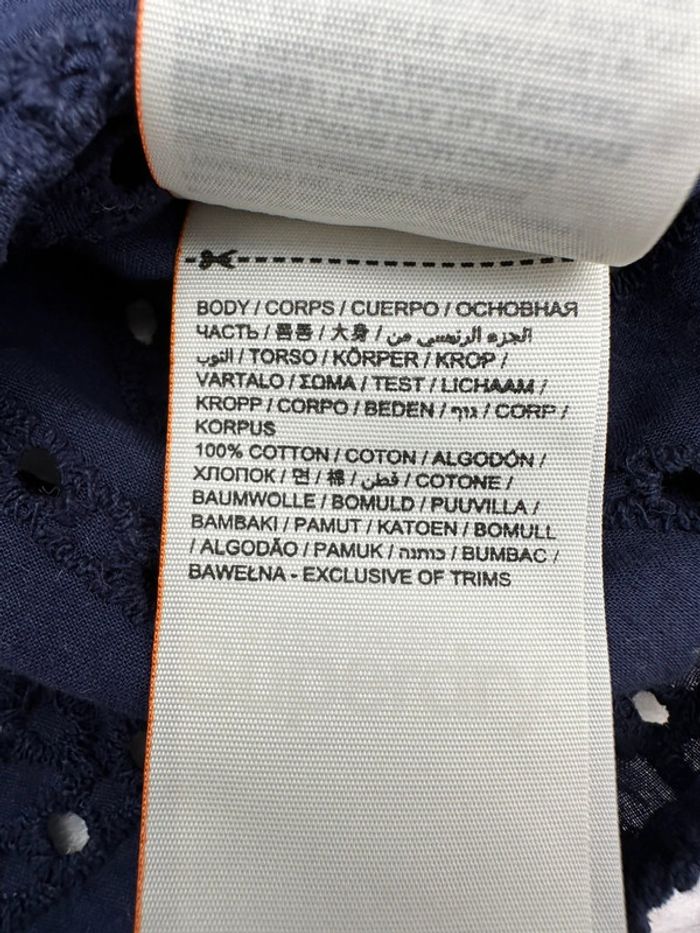 BODY / CORPS / CUERPO / ОСНОВНАЯ
ЧАСТЬ / 몸통 / 大身 / الجزء الرئيسي من
الثوب / TORSO / KÖRPER / KROP /
VARTALO / ΣΩΜΑ / TEST / LICHAAM /
KROPP / CORPO / BEDEN / גוף / CORP /
KORPUS
100% COTTON / COTON / ALGODÓN /
ХЛОПОК / 면 / 棉 / قطن / COTONE /
BAUMWOLLE / BOMULD / PUUVILLA /
BAMBAKI / PAMUT / KATOEN / BOMULL
/ ALGODÃO / PAMUK / כותנה / BUMBAC /
BAWEŁNA - EXCLUSIVE OF TRIMS